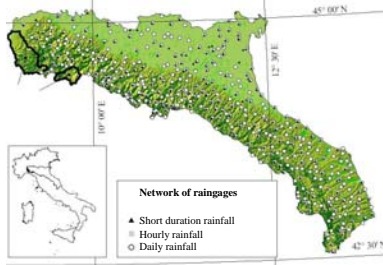 45° 00' N
12° 30' E
10° 00' E
Network of raingages
Short duration rainfall
Hourly rainfall
Daily rainfall
42° 30' N